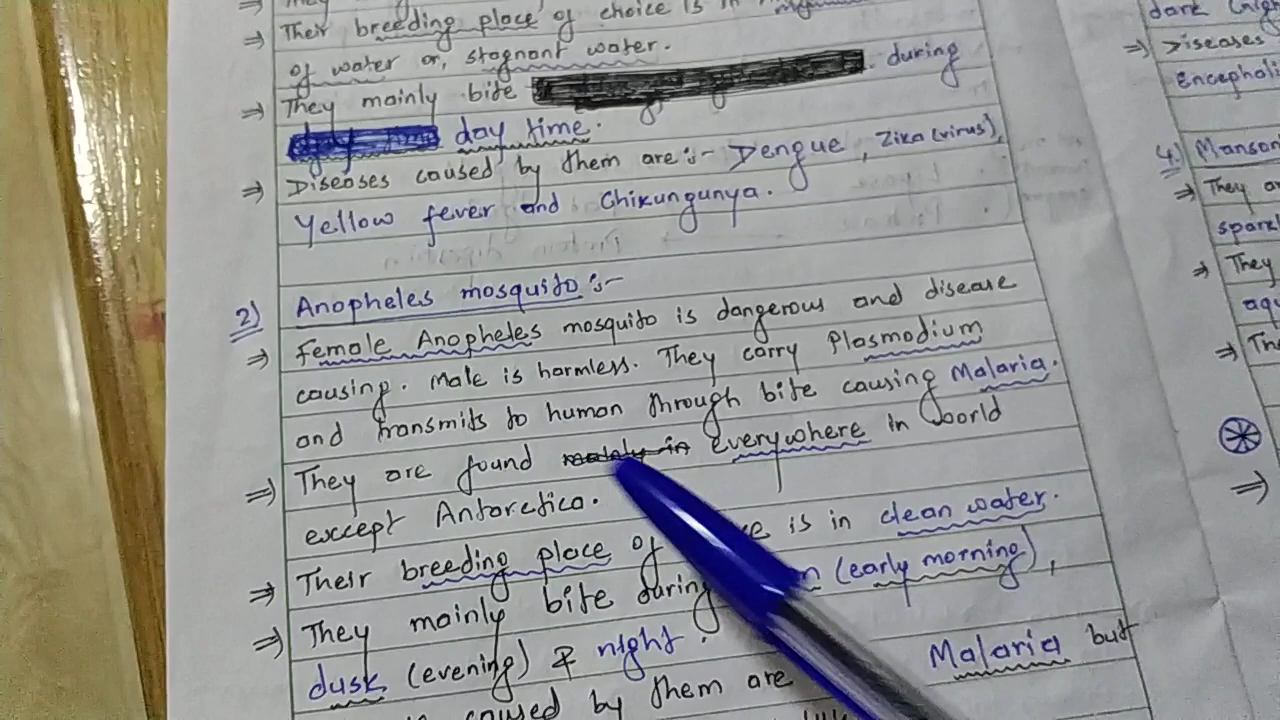 ⇒ They
⇒ Their breeding place of choice is in
of water or, stagnant water.
⇒ They mainly bite during
day time.
⇒ Diseases caused by them are:- Dengue, Zika (virus),
Yellow fever and Chikungunya.
2) Anopheles mosquito :-
⇒ Female Anopheles mosquito is dangerous and disease
causing. Male is harmless. They carry Plasmodium
and transmits to human through bite causing Malaria.
⇒ They are found mainly in everywhere in world
except Antarctica.
⇒ Their breeding place of is in clean water.
⇒ They mainly bite during (early morning),
dusk (evening) & night.
caused by them are Malaria but
dark
⇒ Diseases
4.)
⇒ They
⇒ They
⇒
⇒